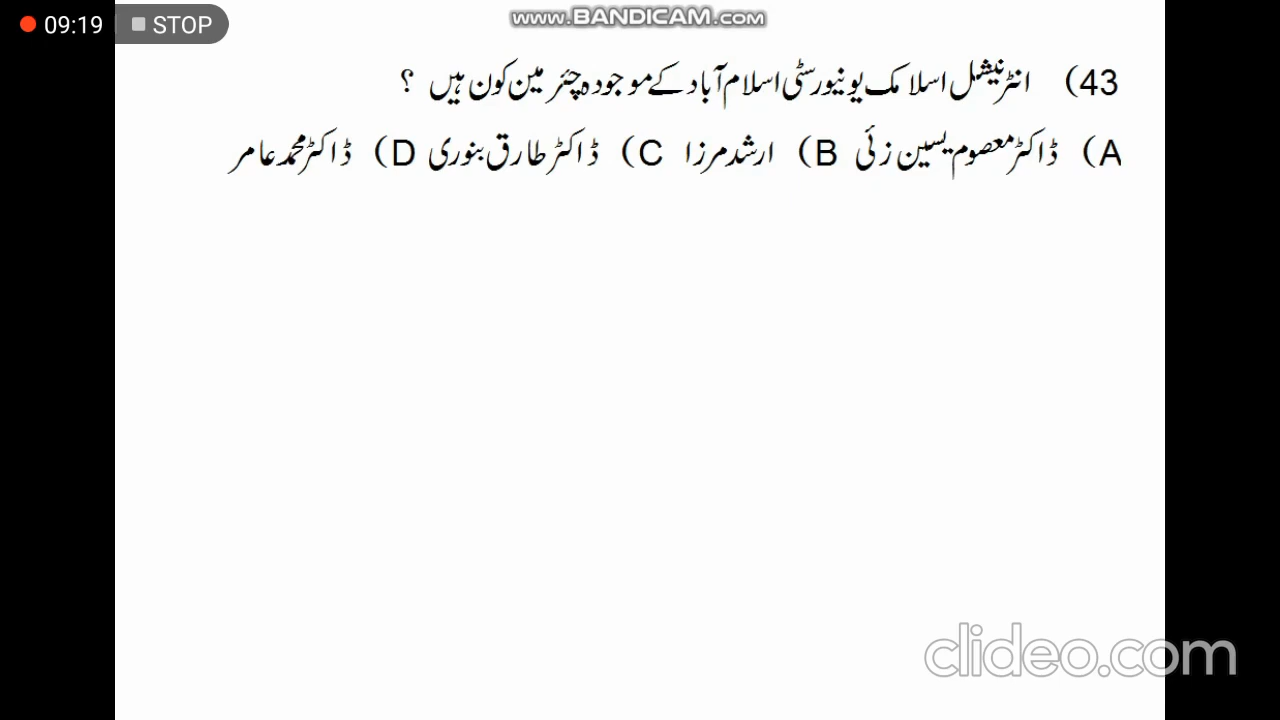 09:19 STOP
www.BANDICAM.com
43) انٹرنیشنل اسلامک یونیورسٹی اسلام آباد کے موجودہ چئرمین کون ہیں ؟
A) ڈاکٹر معصوم یسین زئی B) ارشد مرزا C) ڈاکٹر طارق بنوری D) ڈاکٹر محمد عامر
clideo.com